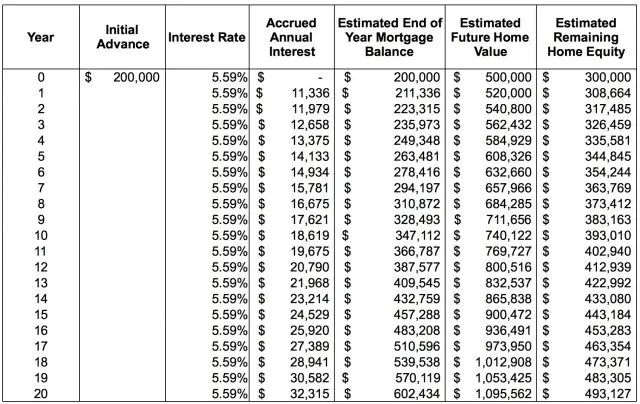 Year Initial Advance Interest Rate Accrued Annual Interest Estimated End of Year Mortgage Balance Estimated Future Home Value Estimated Remaining Home Equity
0 $ 200,000 5.59% $ - $ 200,000 $ 500,000 $ 300,000
1 5.59% $ 11,336 $ 211,336 $ 520,000 $ 308,664
2 5.59% $ 11,979 $ 223,315 $ 540,800 $ 317,485
3 5.59% $ 12,658 $ 235,973 $ 562,432 $ 326,459
4 5.59% $ 13,375 $ 249,348 $ 584,929 $ 335,581
5 5.59% $ 14,133 $ 263,481 $ 608,326 $ 344,845
6 5.59% $ 14,934 $ 278,416 $ 632,660 $ 354,244
7 5.59% $ 15,781 $ 294,197 $ 657,966 $ 363,769
8 5.59% $ 16,675 $ 310,872 $ 684,285 $ 373,412
9 5.59% $ 17,621 $ 328,493 $ 711,656 $ 383,163
10 5.59% $ 18,619 $ 347,112 $ 740,122 $ 393,010
11 5.59% $ 19,675 $ 366,787 $ 769,727 $ 402,940
12 5.59% $ 20,790 $ 387,577 $ 800,516 $ 412,939
13 5.59% $ 21,968 $ 409,545 $ 832,537 $ 422,992
14 5.59% $ 23,214 $ 432,759 $ 865,838 $ 433,080
15 5.59% $ 24,529 $ 457,288 $ 900,472 $ 443,184
16 5.59% $ 25,920 $ 483,208 $ 936,491 $ 453,283
17 5.59% $ 27,389 $ 510,596 $ 973,950 $ 463,354
18 5.59% $ 28,941 $ 539,538 $ 1,012,908 $ 473,371
19 5.59% $ 30,582 $ 570,119 $ 1,053,425 $ 483,305
20 5.59% $ 32,315 $ 602,434 $ 1,095,562 $ 493,127